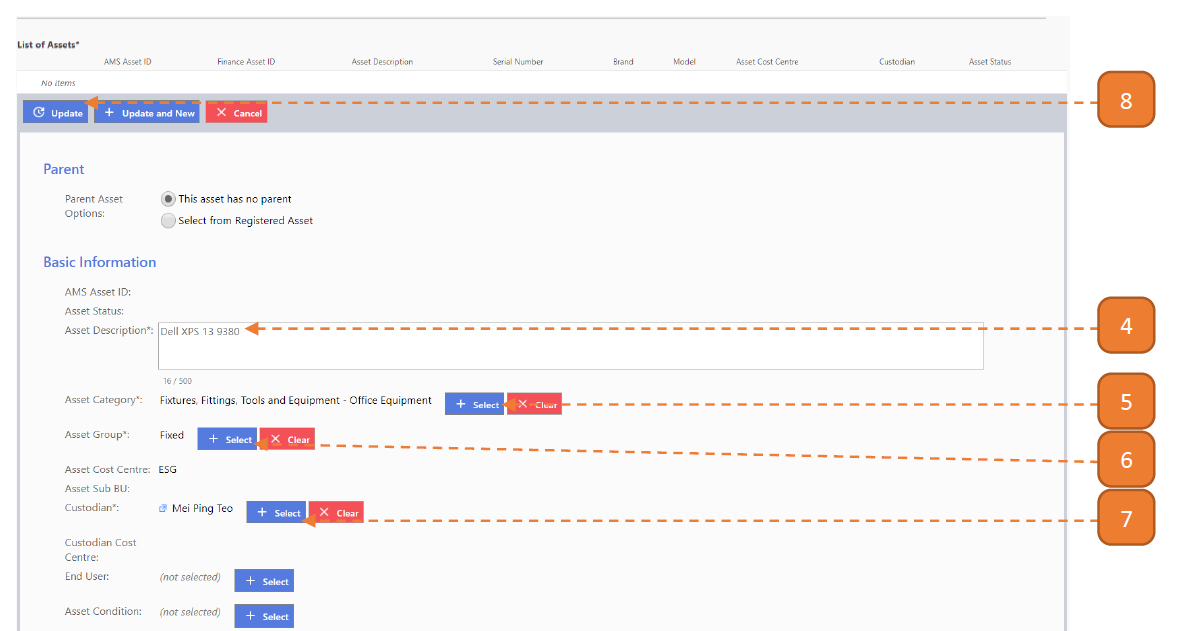 List of Assets*
AMS Asset ID Finance Asset ID Asset Description Serial Number Brand Model Asset Cost Centre Custodian Asset Status
No items
Update + Update and New × Cancel 8
Parent
Parent Asset Options: This asset has no parent
Select from Registered Asset
Basic Information
AMS Asset ID:
Asset Status:
Asset Description*: Dell XPS 13 9380 4
16 / 500
Asset Category*: Fixtures, Fittings, Tools and Equipment - Office Equipment + Select × Clear 5
Asset Group*: Fixed + Select × Clear 6
Asset Cost Centre: ESG
Asset Sub BU:
Custodian*: Mei Ping Teo + Select × Clear 7
Custodian Cost
Centre:
End User: (not selected) + Select
Asset Condition: (not selected) + Select